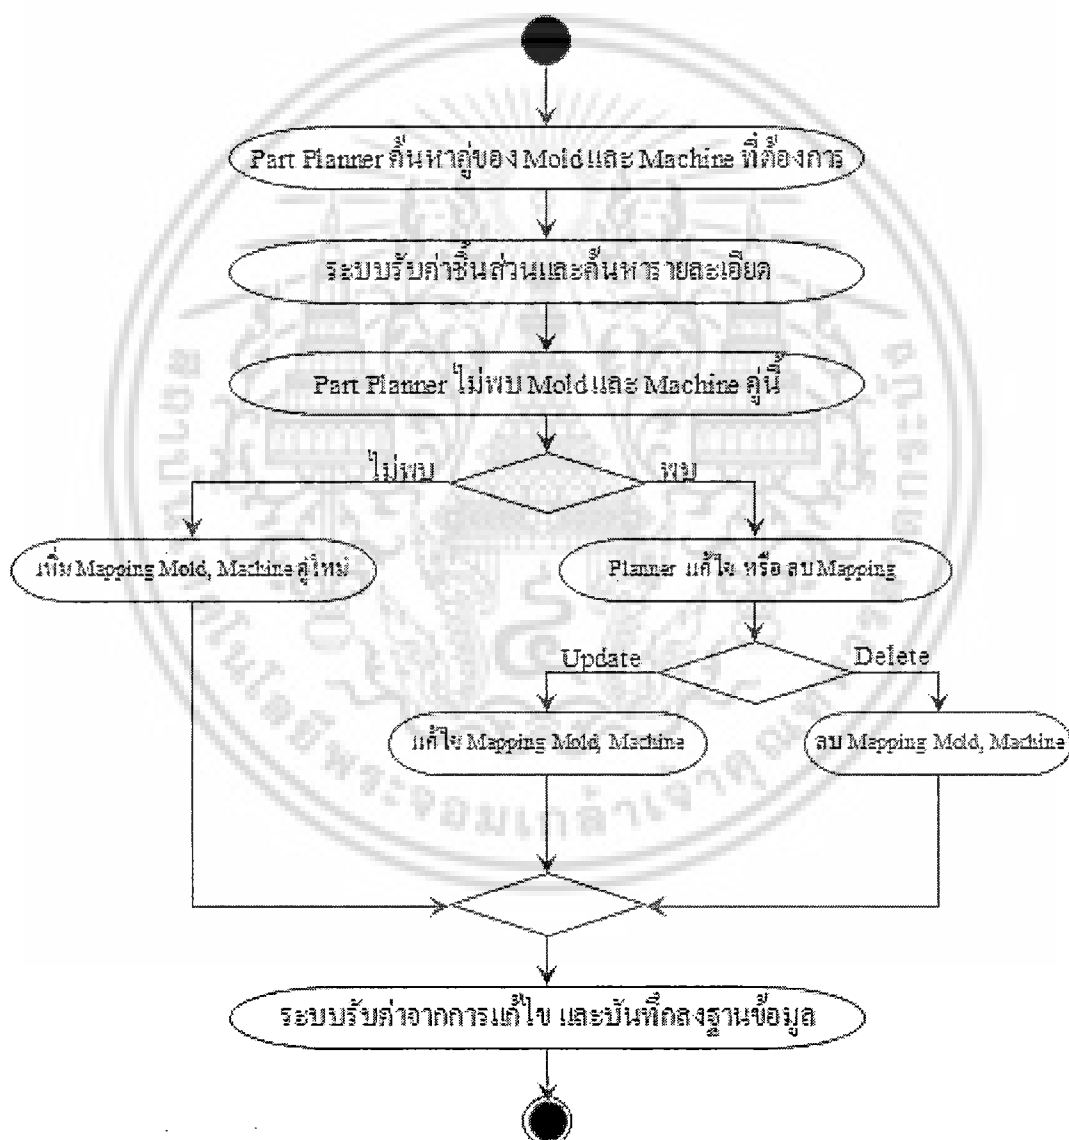 Part Planner ค้นหาคู่ของ Mold และ Machine ที่ต้องการ
ระบบรับค่าชิ้นส่วนและค้นหารายละเอียด
Part Planner ไม่พบ Mold และ Machine คู่นี้
ไม่พบ
พบ
เพิ่ม Mapping Mold, Machine คู่ใหม่
Planner แก้ไข หรือ ลบ Mapping
Update
Delete
แก้ไข Mapping Mold, Machine
ลบ Mapping Mold, Machine
ระบบรับค่าจากการแก้ไข และบันทึกลงฐานข้อมูล